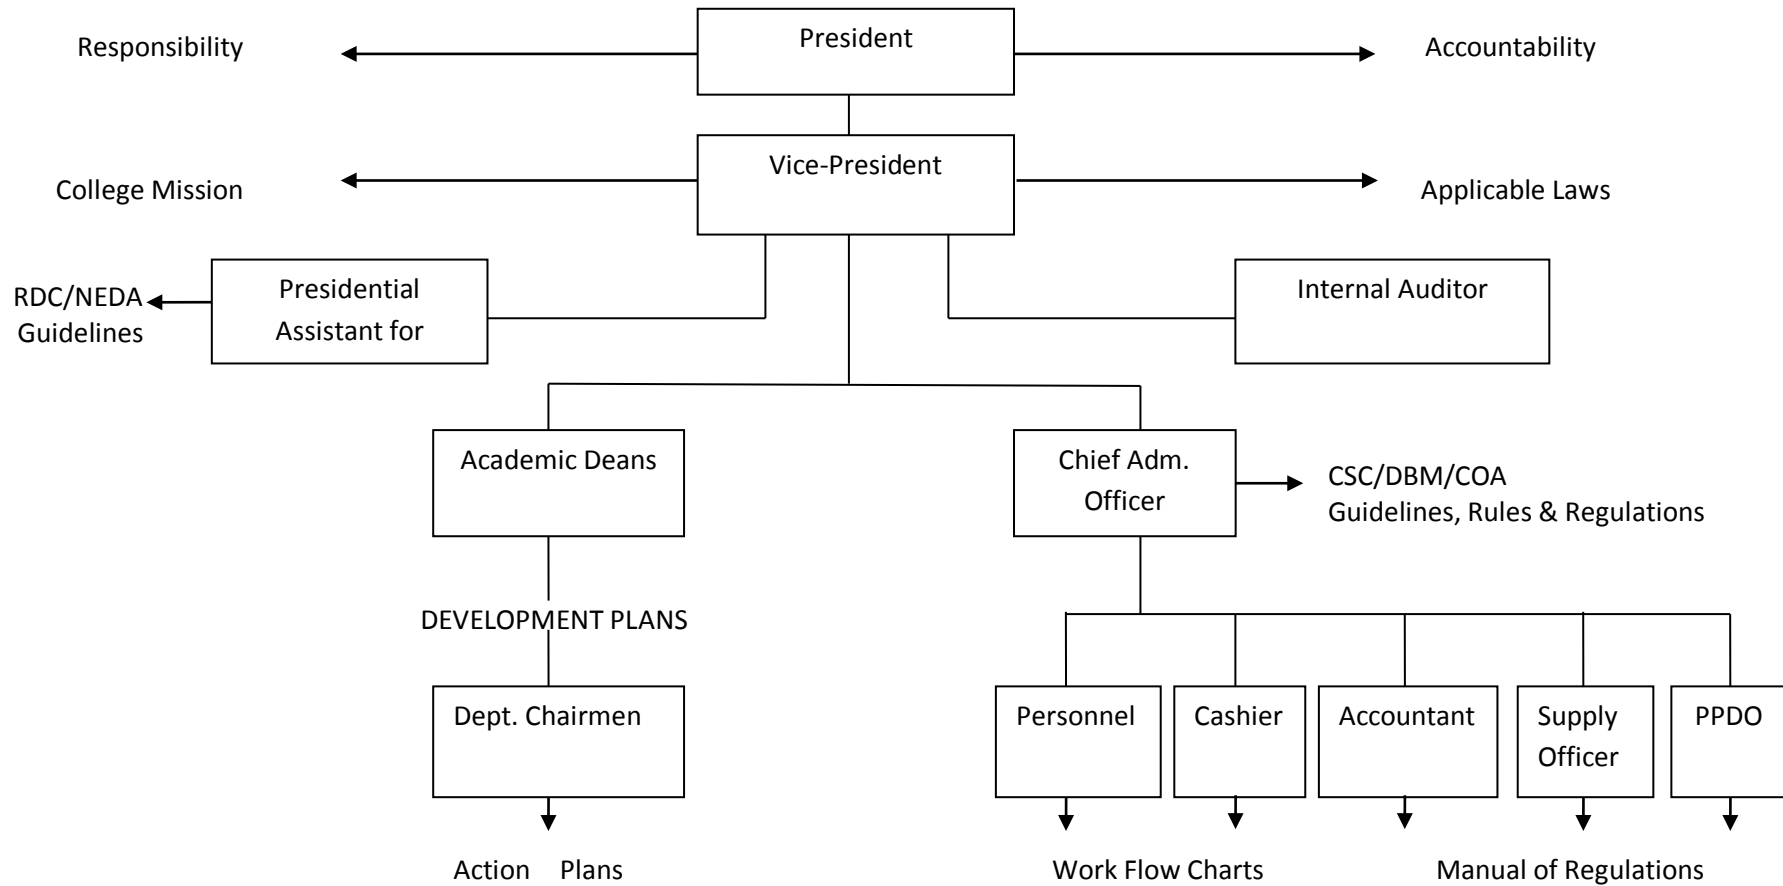 Responsibility
President
Accountability
College Mission
Vice-President
Applicable Laws
RDC/NEDA
Guidelines
Presidential
Assistant for
Internal Auditor
Academic Deans
Chief Adm.
Officer
CSC/DBM/COA
Guidelines, Rules & Regulations
DEVELOPMENT PLANS
Dept. Chairmen
Personnel
Cashier
Accountant
Supply
Officer
PPDO
Action Plans
Work Flow Charts
Manual of Regulations